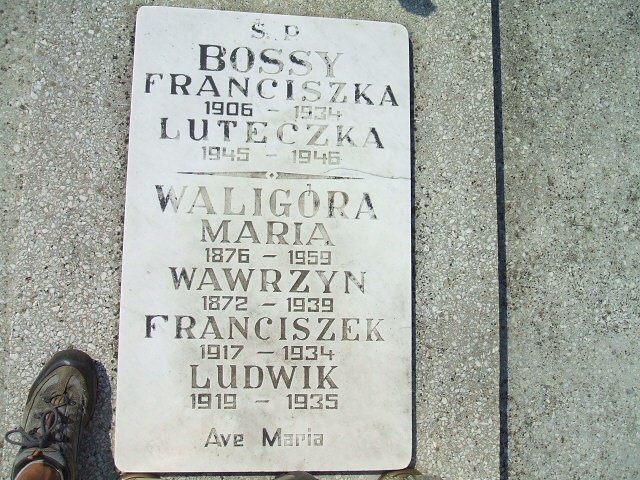 Ś. P
BOSSY
FRANCISZKA
1906 - 1934
LUTECZKA
1945 - 1946
WALIGÓRA
MARIA
1876 - 1959
WAWRZYN
1872 - 1939
FRANCISZEK
1917 - 1934
LUDWIK
1919 - 1935
Ave Maria